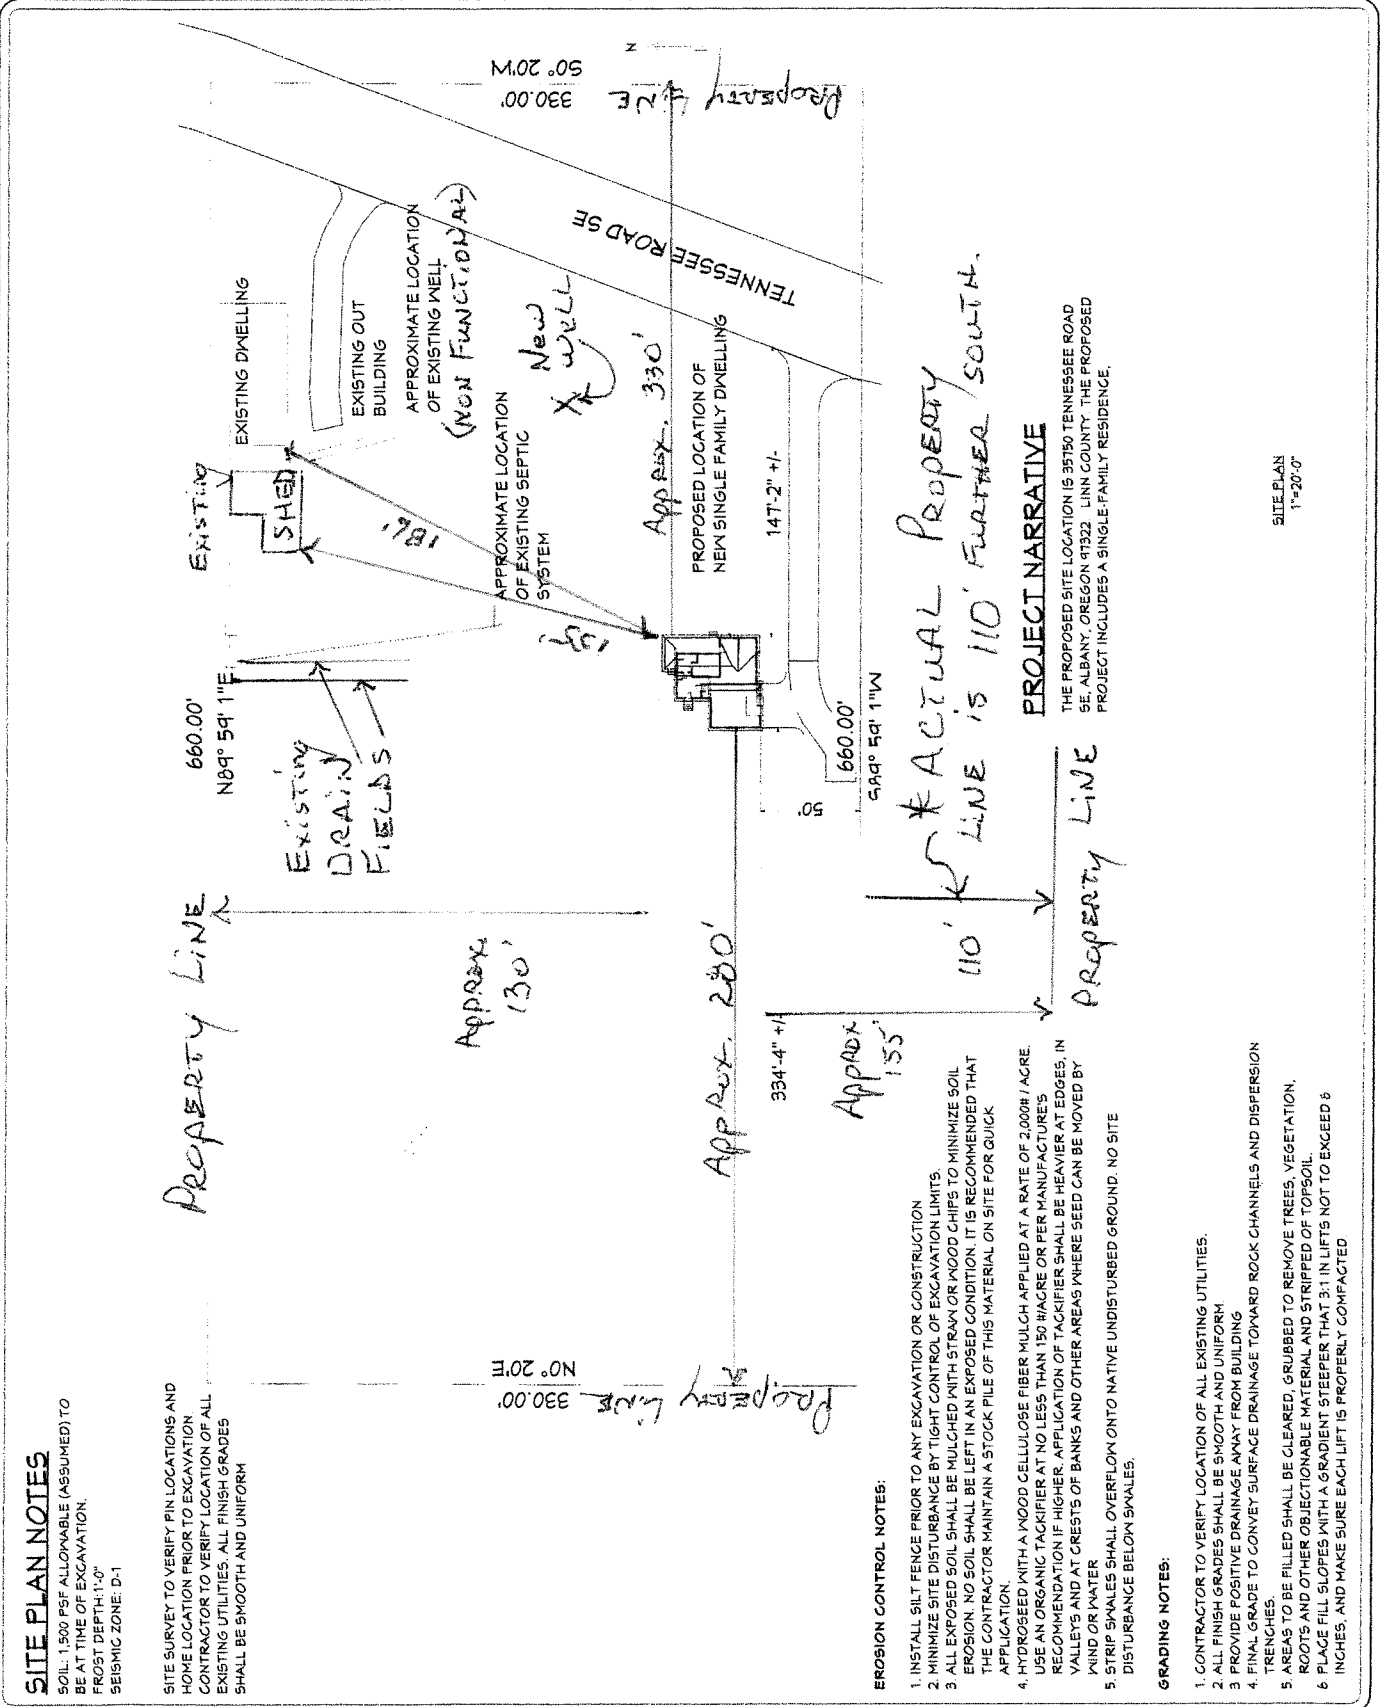 SITE PLAN NOTES
SOIL: 1,500 PSF ALLOWABLE (ASSUMED) TO
BE AT TIME OF EXCAVATION.
FROST DEPTH: 1'-0"
SEISMIC ZONE: D-1
SITE SURVEY TO VERIFY PIN LOCATIONS AND
HOME LOCATION PRIOR TO EXCAVATION.
CONTRACTOR TO VERIFY LOCATION OF ALL
EXISTING UTILITIES. ALL FINISH GRADES
SHALL BE SMOOTH AND UNIFORM
PROPERTY LINE
660.00'
N89° 59' 1"E
Existing
DRAIN
FIELDS
Existing
SHED
EXISTING DWELLING
EXISTING OUT
BUILDING
APPROXIMATE LOCATION
OF EXISTING WELL
(NON FUNCTIONAL)
APPROXIMATE LOCATION
OF EXISTING SEPTIC
SYSTEM
New
X WELL
186'
135'
Approx.
130'
Approx. 330'
PROPOSED LOCATION OF
NEW SINGLE FAMILY DWELLING
147'-2" +/-
TENNESSEE ROAD SE
S0° 20'W
330.00'
PROPERTY LINE
Z
N0° 20'E
330.00'
Property Line
Approx. 280'
334'-4" +/-
Approx
155'
50'
660.00'
S89° 59' 1"W
110'
* ACTUAL PROPERTY
LINE is 110' FURTHER SOUTH.
PROPERTY LINE
PROJECT NARRATIVE
THE PROPOSED SITE LOCATION IS 35750 TENNESSEE ROAD
SE, ALBANY, OREGON 97322 LINN COUNTY. THE PROPOSED
PROJECT INCLUDES A SINGLE-FAMILY RESIDENCE,
SITE PLAN
1"=20'-0"
EROSION CONTROL NOTES:
1. INSTALL SILT FENCE PRIOR TO ANY EXCAVATION OR CONSTRUCTION
2. MINIMIZE SITE DISTURBANCE BY TIGHT CONTROL OF EXCAVATION LIMITS.
3. ALL EXPOSED SOIL SHALL BE MULCHED WITH STRAW OR WOOD CHIPS TO MINIMIZE SOIL
EROSION. NO SOIL SHALL BE LEFT IN AN EXPOSED CONDITION. IT IS RECOMMENDED THAT
THE CONTRACTOR MAINTAIN A STOCK PILE OF THIS MATERIAL ON SITE FOR QUICK
APPLICATION.
4. HYDROSEED WITH A WOOD CELLULOSE FIBER MULCH APPLIED AT A RATE OF 2,000# / ACRE.
USE AN ORGANIC TACKIFIER AT NO LESS THAN 150 #/ACRE OR PER MANUFACTURE'S
RECOMMENDATION IF HIGHER. APPLICATION OF TACKIFIER SHALL BE HEAVIER AT EDGES, IN
VALLEYS AND AT CRESTS OF BANKS AND OTHER AREAS WHERE SEED CAN BE MOVED BY
WIND OR WATER
5. STRIP SWALES SHALL OVERFLOW ONTO NATIVE UNDISTURBED GROUND. NO SITE
DISTURBANCE BELOW SWALES.
GRADING NOTES:
1. CONTRACTOR TO VERIFY LOCATION OF ALL EXISTING UTILITIES.
2. ALL FINISH GRADES SHALL BE SMOOTH AND UNIFORM.
3 PROVIDE POSITIVE DRAINAGE AWAY FROM BUILDING
4. FINAL GRADE TO CONVEY SURFACE DRAINAGE TOWARD ROCK CHANNELS AND DISPERSION
TRENCHES.
5. AREAS TO BE FILLED SHALL BE CLEARED, GRUBBED TO REMOVE TREES, VEGETATION,
ROOTS AND OTHER OBJECTIONABLE MATERIAL AND STRIPPED OF TOPSOIL.
6 PLACE FILL SLOPES WITH A GRADIENT STEEPER THAT 3:1 IN LIFTS NOT TO EXCEED 8
INCHES, AND MAKE SURE EACH LIFT IS PROPERLY COMPACTED